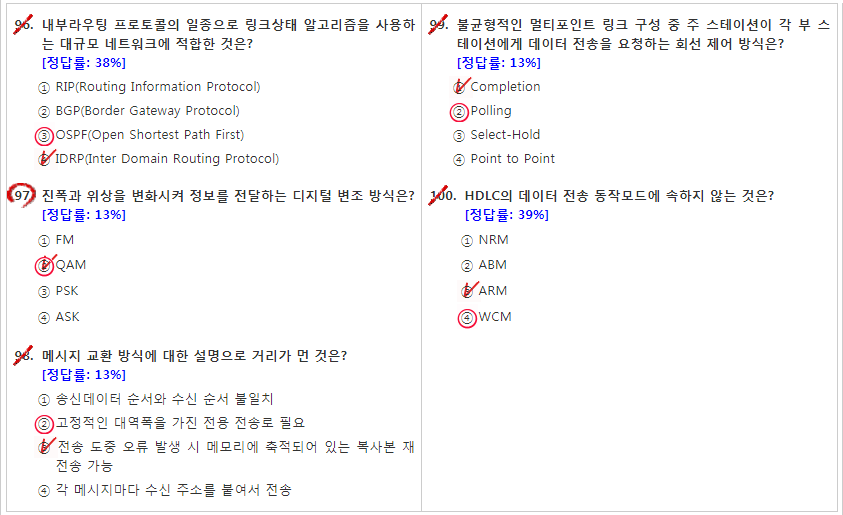 96. 내부라우팅 프로토콜의 일종으로 링크상태 알고리즘을 사용하
는 대규모 네트워크에 적합한 것은?
[정답률: 38%]
① RIP(Routing Information Protocol)
② BGP(Border Gateway Protocol)
③ OSPF(Open Shortest Path First)
④ IDRP(Inter Domain Routing Protocol)
97. 진폭과 위상을 변화시켜 정보를 전달하는 디지털 변조 방식은?
[정답률: 13%]
① FM
② QAM
③ PSK
④ ASK
98. 메시지 교환 방식에 대한 설명으로 거리가 먼 것은?
[정답률: 13%]
① 송신데이터 순서와 수신 순서 불일치
② 고정적인 대역폭을 가진 전용 전송로 필요
③ 전송 도중 오류 발생 시 메모리에 축적되어 있는 복사본 재
전송 가능
④ 각 메시지마다 수신 주소를 붙여서 전송
99. 불균형적인 멀티포인트 링크 구성 중 주 스테이션이 각 부 스
테이션에게 데이터 전송을 요청하는 회선 제어 방식은?
[정답률: 13%]
① Completion
② Polling
③ Select-Hold
④ Point to Point
100. HDLC의 데이터 전송 동작모드에 속하지 않는 것은?
[정답률: 39%]
① NRM
② ABM
③ ARM
④ WCM